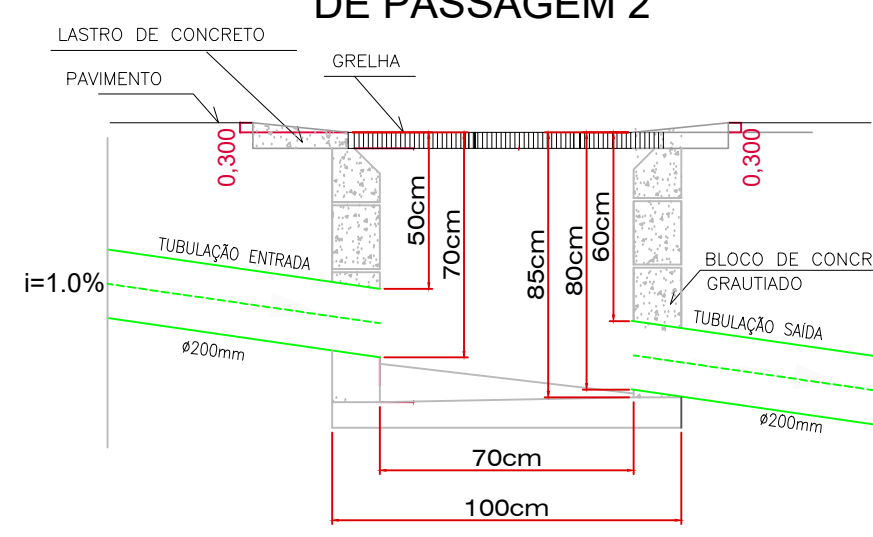 DE PASSAGEM 2
LASTRO DE CONCRETO
GRELHA
PAVIMENTO
0,300
0,300
50cm
70cm
85cm
80cm
60cm
TUBULAÇÃO ENTRADA
i=1.0%
ø200mm
BLOCO DE CONCR
GRAUTIADO
TUBULAÇÃO SAÍDA
ø200mm
70cm
100cm